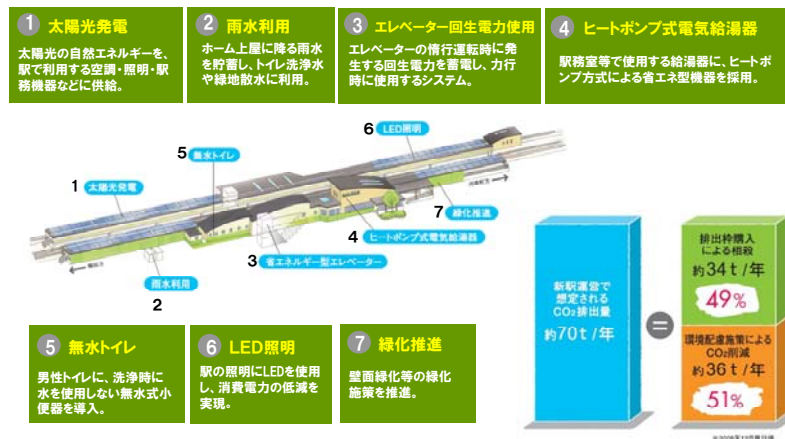 1 太陽光発電
太陽光の自然エネルギーを、
駅で利用する空調・照明・駅
務機器などに供給。
2 雨水利用
ホーム上屋に降る雨水
を貯蓄し、トイレ洗浄水
や緑地散水に利用。
3 エレベーター回生電力使用
エレベーターの惰行運転時に発
生する回生電力を蓄電し、力行
時に使用するシステム。
4 ヒートポンプ式電気給湯器
駅務室等で使用する給湯器に、ヒートポ
ンプ方式による省エネ型機器を採用。
6 LED照明
5 無水トイレ
1 太陽光発電
7 緑化推進
4 ヒートポンプ式電気給湯器
3 省エネルギー型エレベーター
雨水利用
2
5 無水トイレ
男性トイレに、洗浄時に
水を使用しない無水式小
便器を導入。
6 LED照明
駅の照明にLEDを使用
し、消費電力の低減を
実現。
7 緑化推進
壁面緑化等の緑化
施策を推進。
新駅運営で
想定される
CO₂排出量
約70t/年
=
排出枠購入
による相殺
約34t/年
49%
環境配慮施策による
CO₂削減
約36t/年
51%